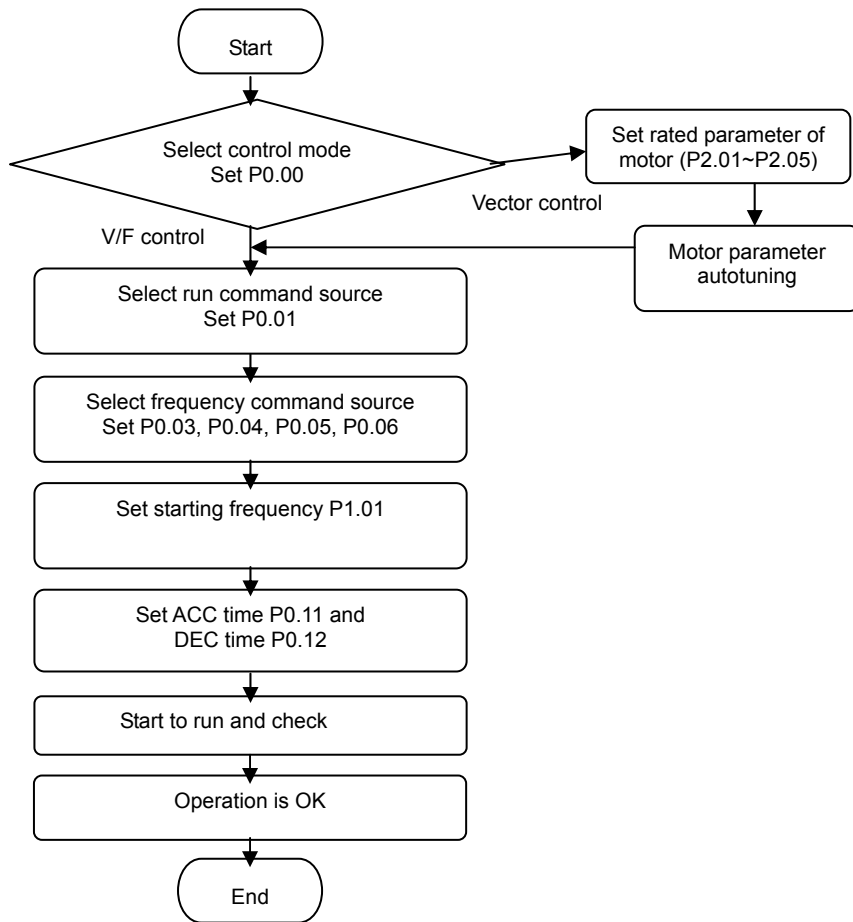 Start
Select control mode
Set P0.00
Set rated parameter of
motor (P2.01~P2.05)
Vector control
V/F control
Motor parameter
autotuning
Select run command source
Set P0.01
Select frequency command source
Set P0.03, P0.04, P0.05, P0.06
Set starting frequency P1.01
Set ACC time P0.11 and
DEC time P0.12
Start to run and check
Operation is OK
End